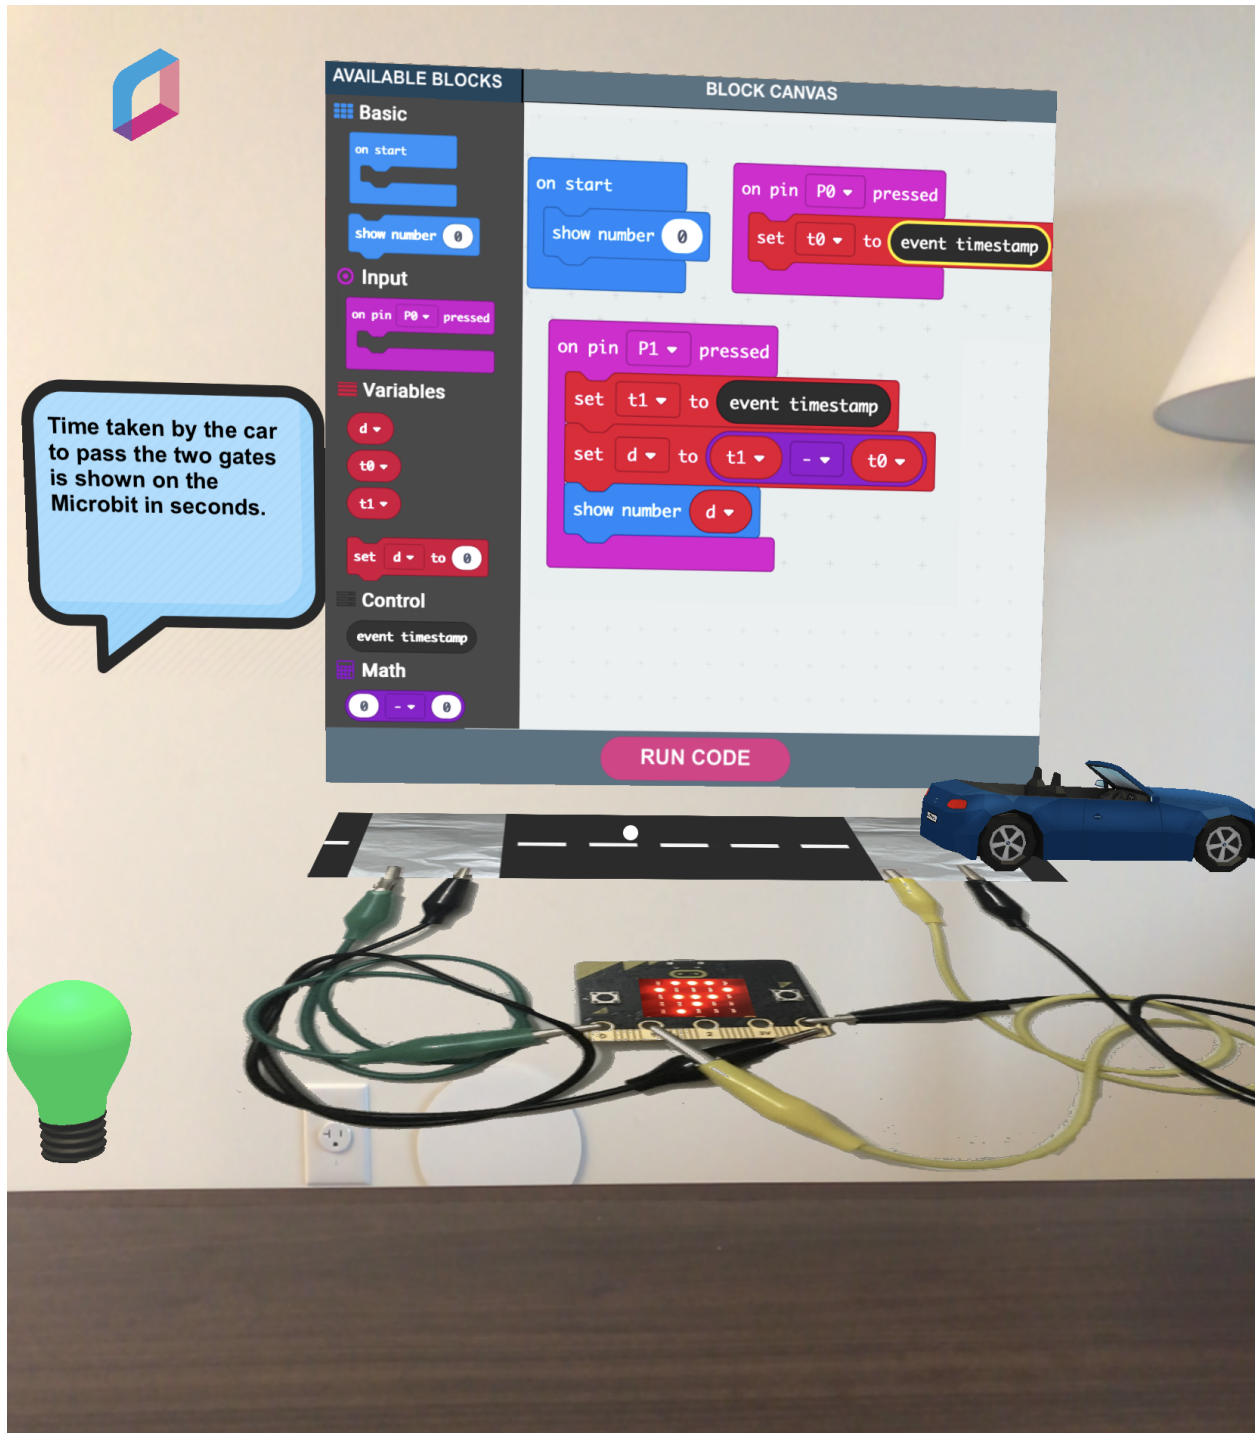 AVAILABLE BLOCKS
BLOCK CANVAS
Basic
on start
show number 0
Input
on pin P0 pressed
Variables
d
t0
t1
set d to 0
Control
event timestamp
Math
0 - 0
on start
show number 0
on pin P0 pressed
set t0 to event timestamp
on pin P1 pressed
set t1 to event timestamp
set d to t1 - t0
show number d
RUN CODE
Time taken by the car
to pass the two gates
is shown on the
Microbit in seconds.